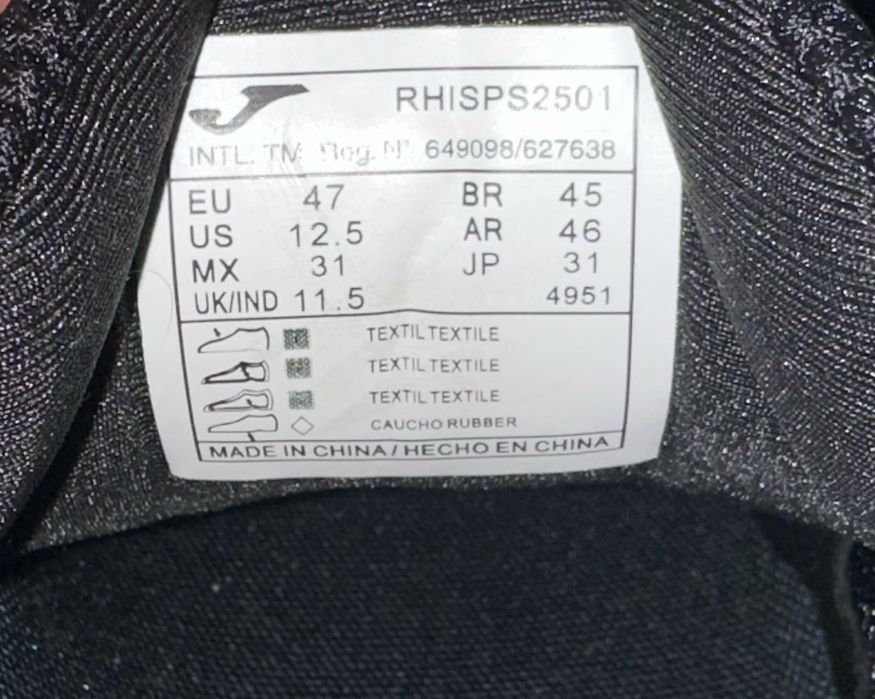 RHISPS2501
INTL. TM Reg. Nº 649098/627638
EU 47 BR 45
US 12.5 AR 46
MX 31 JP 31
UK/IND 11.5 4951
TEXTIL TEXTILE
TEXTIL TEXTILE
TEXTIL TEXTILE
CAUCHO RUBBER
MADE IN CHINA / HECHO EN CHINA